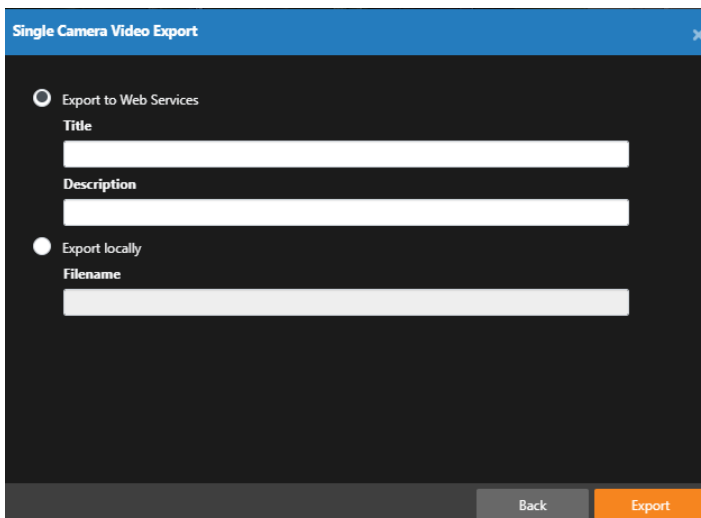 Single Camera Video Export
Export to Web Services
Title
Description
Export locally
Filename
Back Export